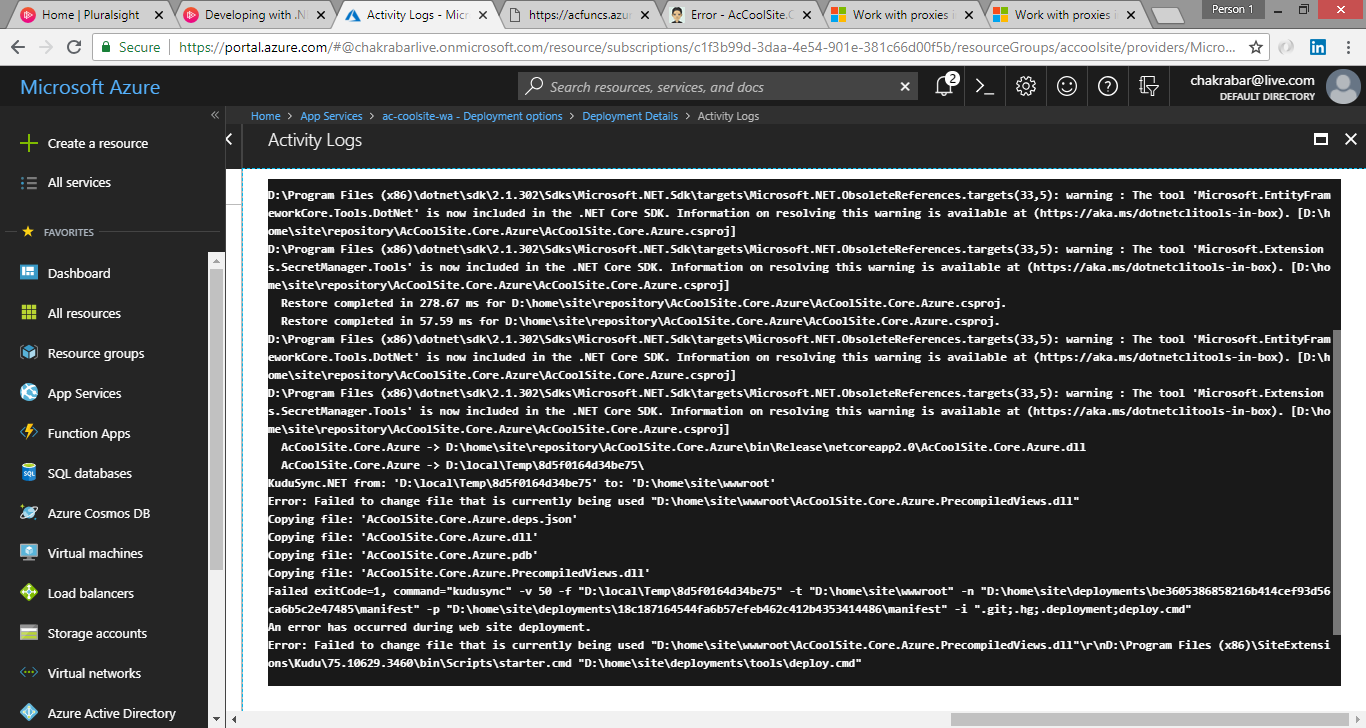 Home | Pluralsight
Developing with .N
Activity Logs - Micr
https://acfuncs.azu
Error - AcCoolSite.C
Work with proxies i
Work with proxies i
Person 1
Secure
https://portal.azure.com/#@chakrabarlive.onmicrosoft.com/resource/subscriptions/c1f3b99d-3daa-4e54-901e-381c66d00f5b/resourceGroups/accoolsite/providers/Micro...
Microsoft Azure
Search resources, services, and docs
2
chakrabar@live.com
DEFAULT DIRECTORY
Home > App Services > ac-coolsite-wa - Deployment options > Deployment Details > Activity Logs
Activity Logs
Create a resource
All services
FAVORITES
Dashboard
All resources
Resource groups
App Services
Function Apps
SQL
SQL databases
Azure Cosmos DB
Virtual machines
Load balancers
Storage accounts
Virtual networks
Azure Active Directory
D:\Program Files (x86)\dotnet\sdk\2.1.302\Sdks\Microsoft.NET.Sdk\targets\Microsoft.NET.ObsoleteReferences.targets(33,5): warning : The tool 'Microsoft.EntityFram
eworkCore.Tools.DotNet' is now included in the .NET Core SDK. Information on resolving this warning is available at (https://aka.ms/dotnetclitools-in-box). [D:\h
ome\site\repository\AcCoolSite.Core.Azure\AcCoolSite.Core.Azure.csproj]
D:\Program Files (x86)\dotnet\sdk\2.1.302\Sdks\Microsoft.NET.Sdk\targets\Microsoft.NET.ObsoleteReferences.targets(33,5): warning : The tool 'Microsoft.Extension
s.SecretManager.Tools' is now included in the .NET Core SDK. Information on resolving this warning is available at (https://aka.ms/dotnetclitools-in-box). [D:\ho
me\site\repository\AcCoolSite.Core.Azure\AcCoolSite.Core.Azure.csproj]
Restore completed in 278.67 ms for D:\home\site\repository\AcCoolSite.Core.Azure\AcCoolSite.Core.Azure.csproj.
Restore completed in 57.59 ms for D:\home\site\repository\AcCoolSite.Core.Azure\AcCoolSite.Core.Azure.csproj.
D:\Program Files (x86)\dotnet\sdk\2.1.302\Sdks\Microsoft.NET.Sdk\targets\Microsoft.NET.ObsoleteReferences.targets(33,5): warning : The tool 'Microsoft.EntityFram
eworkCore.Tools.DotNet' is now included in the .NET Core SDK. Information on resolving this warning is available at (https://aka.ms/dotnetclitools-in-box). [D:\h
ome\site\repository\AcCoolSite.Core.Azure\AcCoolSite.Core.Azure.csproj]
D:\Program Files (x86)\dotnet\sdk\2.1.302\Sdks\Microsoft.NET.Sdk\targets\Microsoft.NET.ObsoleteReferences.targets(33,5): warning : The tool 'Microsoft.Extension
s.SecretManager.Tools' is now included in the .NET Core SDK. Information on resolving this warning is available at (https://aka.ms/dotnetclitools-in-box). [D:\ho
me\site\repository\AcCoolSite.Core.Azure\AcCoolSite.Core.Azure.csproj]
AcCoolSite.Core.Azure -> D:\home\site\repository\AcCoolSite.Core.Azure\bin\Release\netcoreapp2.0\AcCoolSite.Core.Azure.dll
AcCoolSite.Core.Azure -> D:\local\Temp\8d5f0164d34be75\
KuduSync.NET from: 'D:\local\Temp\8d5f0164d34be75' to: 'D:\home\site\wwwroot'
Error: Failed to change file that is currently being used "D:\home\site\wwwroot\AcCoolSite.Core.Azure.PrecompiledViews.dll"
Copying file: 'AcCoolSite.Core.Azure.deps.json'
Copying file: 'AcCoolSite.Core.Azure.dll'
Copying file: 'AcCoolSite.Core.Azure.pdb'
Copying file: 'AcCoolSite.Core.Azure.PrecompiledViews.dll'
Failed exitCode=1, command="kudusync" -v 50 -f "D:\local\Temp\8d5f0164d34be75" -t "D:\home\site\wwwroot" -n "D:\home\site\deployments\be3605386858216b414cef93d56
ca6b5c2e47485\manifest" -p "D:\home\site\deployments\18c187164544fa6b57efeb462c412b4353414486\manifest" -i ".git;.hg;.deployment;deploy.cmd"
An error has occurred during web site deployment.
Error: Failed to change file that is currently being used "D:\home\site\wwwroot\AcCoolSite.Core.Azure.PrecompiledViews.dll"\r\nD:\Program Files (x86)\SiteExtensi
ons\Kudu\75.10629.3460\bin\Scripts\starter.cmd "D:\home\site\deployments\tools\deploy.cmd"